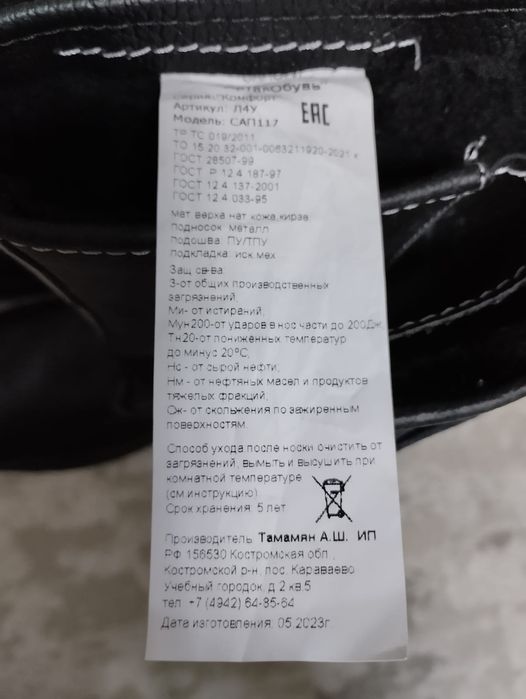 Серия: "Комфорт"
Артикул: Л4У
Модель: САП117
EAC
ТР ТС 019/2011
ТО 15.20.32-001-0063211920-2021 г.
ГОСТ 28507-99
ГОСТ Р 12.4.187-97
ГОСТ 12.4.137-2001
ГОСТ 12.4.033-95
мат.верха:нат.кожа,кирза
подносок: металл
подошва: ПУ/ТПУ
подкладка: иск.мех
Защ.св-ва:
З-от общих производственных
загрязнений;
Ми- от истираний;
Мун200-от ударов в нос.части до 200Дж;
Тн20-от пониженных температур
до минус 20°С;
Нс - от сырой нефти;
Нм - от нефтяных масел и продуктов
тяжелых фракций;
Сж- от скольжения по зажиренным
поверхностям.
Способ ухода:после носки очистить от
загрязнений, вымыть и высушить при
комнатной температуре
(см.инструкцию)
Срок хранения: 5 лет
Производитель: Тамамян А.Ш. ИП
РФ 156530 Костромская обл.,
Костромской р-н, пос. Караваево
Учебный городок, д.2 кв.5
тел. +7 (4942) 64-85-64
Дата изготовления: 05.2023г.